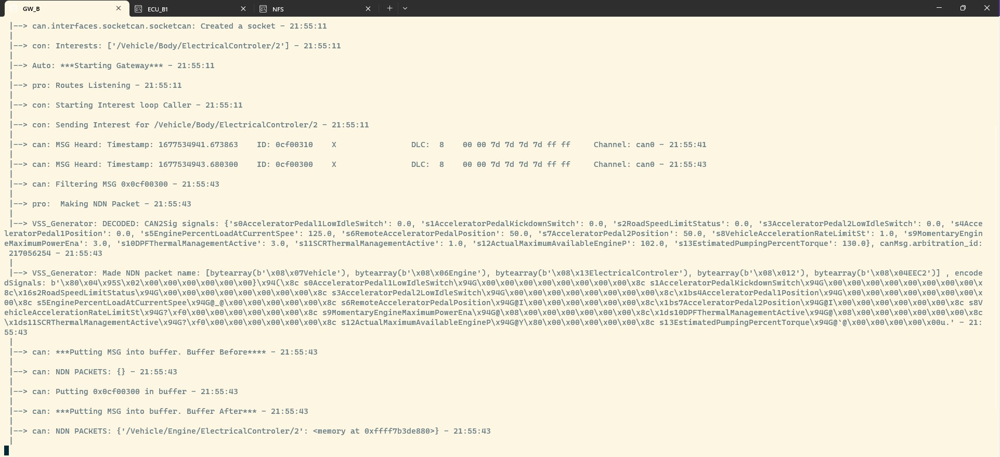 GW_B
ECU_B1
NFS
|--> can.interfaces.socketcan.socketcan: Created a socket - 21:55:11
|
|--> con: Interests: ['/Vehicle/Body/ElectricalControler/2'] - 21:55:11
|
|--> Auto: ***Starting Gateway*** - 21:55:11
|
|--> pro: Routes Listening - 21:55:11
|
|--> con: Starting Interest loop Caller - 21:55:11
|
|--> con: Sending Interest for /Vehicle/Body/ElectricalControler/2 - 21:55:11
|
|--> can: MSG Heard: Timestamp: 1677534941.673863    ID: 0cf00310    X                DLC:  8    00 00 7d 7d 7d 7d ff ff     Channel: can0 - 21:55:41
|
|--> can: MSG Heard: Timestamp: 1677534943.680300    ID: 0cf00300    X                DLC:  8    00 00 7d 7d 7d 7d ff ff     Channel: can0 - 21:55:43
|
|--> can: Filtering MSG 0x0cf00300 - 21:55:43
|
|--> pro:  Making NDN Packet - 21:55:43
|
|--> VSS_Generator: DECODED: CAN2Sig signals: {'s0AcceleratorPedal1LowIdleSwitch': 0.0, 's1AcceleratorPedalKickdownSwitch': 0.0, 's2RoadSpeedLimitStatus': 0.0, 's3AcceleratorPedal2LowIdleSwitch': 0.0, 's4Acce
leratorPedal1Position': 0.0, 's5EnginePercentLoadAtCurrentSpee': 125.0, 's6RemoteAcceleratorPedalPosition': 50.0, 's7AcceleratorPedal2Position': 50.0, 's8VehicleAccelerationRateLimitSt': 1.0, 's9MomentaryEngin
eMaximumPowerEna': 3.0, 's10DPFThermalManagementActive': 3.0, 's11SCRThermalManagementActive': 1.0, 's12ActualMaximumAvailableEngineP': 102.0, 's13EstimatedPumpingPercentTorque': 130.0}, canMsg.arbitration_id:
217056254 - 21:55:43
|
|--> VSS_Generator: Made NDN packet name: [bytearray(b'\x08\x07Vehicle'), bytearray(b'\x08\x06Engine'), bytearray(b'\x08\x13ElectricalControler'), bytearray(b'\x08\x012'), bytearray(b'\x08\x04EEC2')] , encode
dSignals: b'\x80\x04\x95S\x02\x00\x00\x00\x00\x00\x00}\x94(\x8c s0AcceleratorPedal1LowIdleSwitch\x94G\x00\x00\x00\x00\x00\x00\x00\x00\x8c s1AcceleratorPedalKickdownSwitch\x94G\x00\x00\x00\x00\x00\x00\x00\x00\x
8c\x16s2RoadSpeedLimitStatus\x94G\x00\x00\x00\x00\x00\x00\x00\x00\x8c s3AcceleratorPedal2LowIdleSwitch\x94G\x00\x00\x00\x00\x00\x00\x00\x00\x8c\x1bs4AcceleratorPedal1Position\x94G\x00\x00\x00\x00\x00\x00\x00\x
00\x8c s5EnginePercentLoadAtCurrentSpee\x94G@_@\x00\x00\x00\x00\x00\x8c s6RemoteAcceleratorPedalPosition\x94G@I\x00\x00\x00\x00\x00\x00\x8c\x1bs7AcceleratorPedal2Position\x94G@I\x00\x00\x00\x00\x00\x00\x8c s8V
ehicleAccelerationRateLimitSt\x94G?\xf0\x00\x00\x00\x00\x00\x00\x8c s9MomentaryEngineMaximumPowerEna\x94G@\x08\x00\x00\x00\x00\x00\x00\x8c\x1ds10DPFThermalManagementActive\x94G@\x08\x00\x00\x00\x00\x00\x00\x8c
\x1ds11SCRThermalManagementActive\x94G?\xf0\x00\x00\x00\x00\x00\x00\x8c s12ActualMaximumAvailableEngineP\x94G@Y\x80\x00\x00\x00\x00\x00\x8c s13EstimatedPumpingPercentTorque\x94G@`@\x00\x00\x00\x00\x00u.' - 21:
55:43
|
|--> can: ***Putting MSG into buffer. Buffer Before**** - 21:55:43
|
|--> can: NDN PACKETS: {} - 21:55:43
|
|--> can: Putting 0x0cf00300 in buffer - 21:55:43
|
|--> can: ***Putting MSG into buffer. Buffer After*** - 21:55:43
|
|--> can: NDN PACKETS: {'/Vehicle/Engine/ElectricalControler/2': <memory at 0xffff7b3de880>} - 21:55:43
|